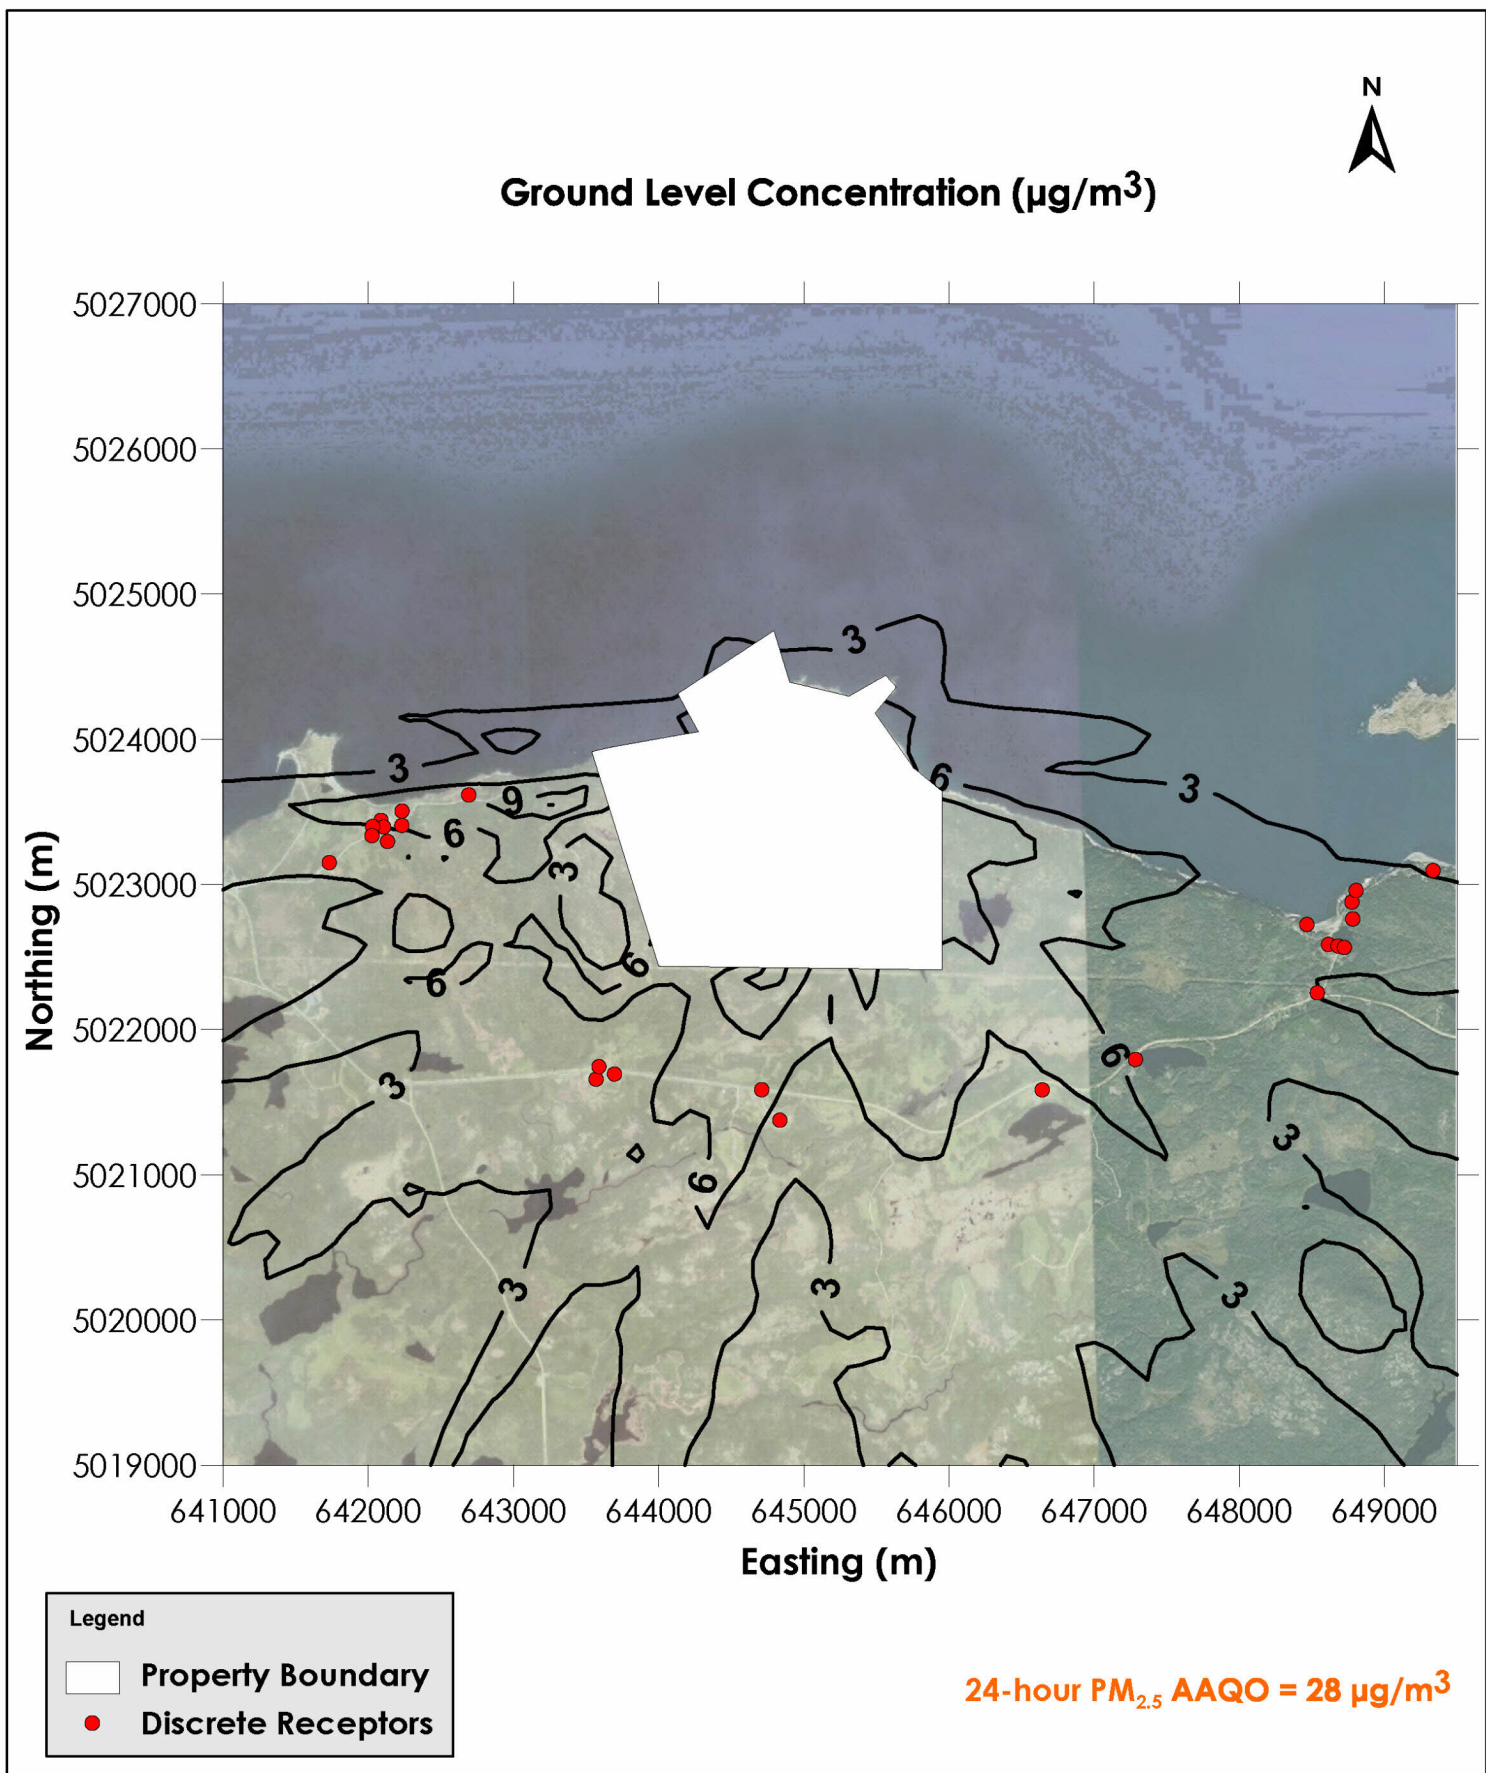 N
Ground Level Concentration (µg/m³)
5027000
5026000
5025000
5024000
5023000
5022000
5021000
5020000
5019000
Northing (m)
3
3
3
6
9
6
3
6
6
6
3
3
6
3
3
3
641000 642000 643000 644000 645000 646000 647000 648000 649000
Easting (m)
Legend
Property Boundary
Discrete Receptors
24-hour PM₂.₅ AAQO = 28 µg/m³